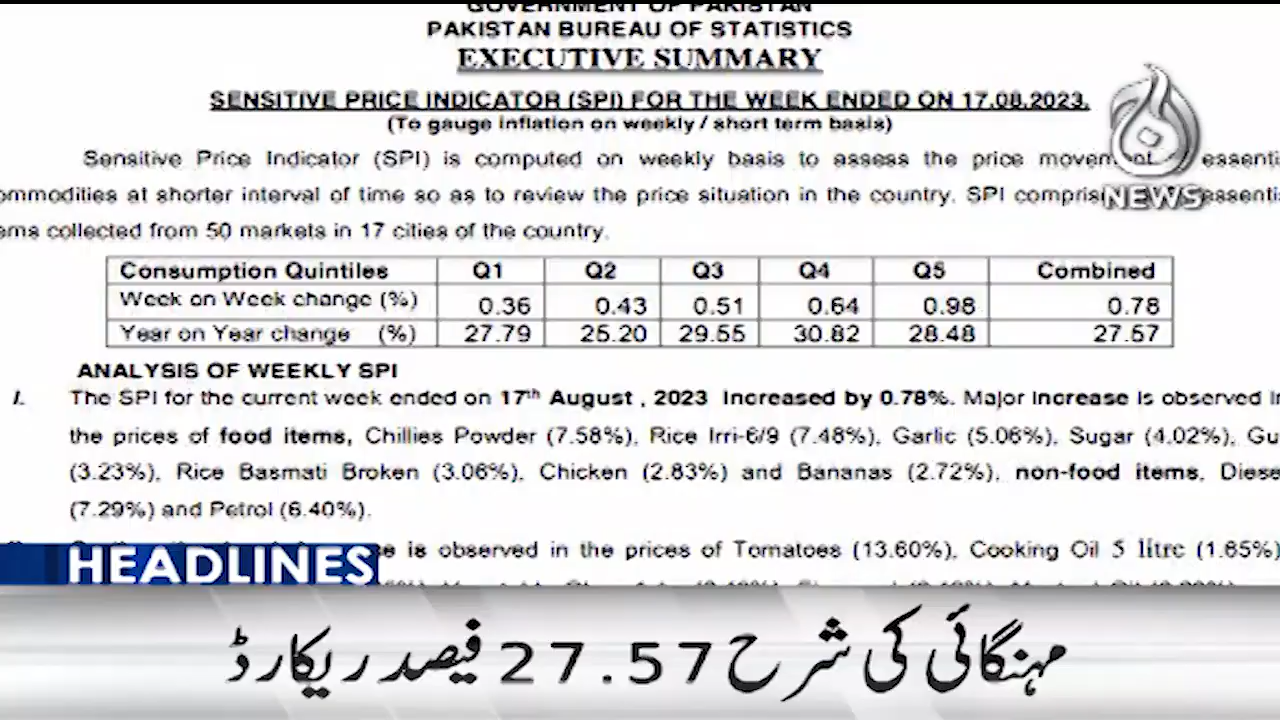 GOVERNMENT OF PAKISTAN
PAKISTAN BUREAU OF STATISTICS
EXECUTIVE SUMMARY
SENSITIVE PRICE INDICATOR (SPI) FOR THE WEEK ENDED ON 17.08.2023.
(To gauge inflation on weekly / short term basis)
Sensitive Price Indicator (SPI) is computed on weekly basis to assess the price movement essenti
ommodities at shorter interval of time so as to review the price situation in the country. SPI compris essenti
ems collected from 50 markets in 17 cities of the country.
NEWS
Consumption Quintiles Q1 Q2 Q3 Q4 Q5 Combined
Week on Week change (%) 0.36 0.43 0.51 0.64 0.98 0.78
Year on Year change (%) 27.79 25.20 29.55 30.82 28.48 27.57
ANALYSIS OF WEEKLY SPI
I. The SPI for the current week ended on 17th August , 2023 Increased by 0.78%. Major increase is observed in
the prices of food items, Chillies Powder (7.58%), Rice Irri-6/9 (7.48%), Garlic (5.06%), Sugar (4.02%), Gu
(3.23%), Rice Basmati Broken (3.06%), Chicken (2.83%) and Bananas (2.72%), non-food items, Diese
(7.29%) and Petrol (6.40%).
se is observed in the prices of Tomatoes (13.60%), Cooking Oil 5 litre (1.65%)
HEADLINES
مہنگائی کی شرح 27.57 فیصد ریکارڈ